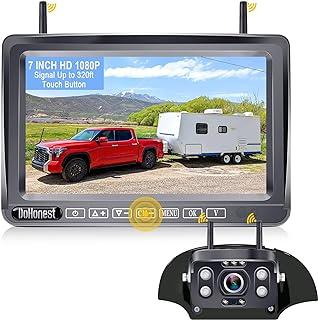 7 INCH HD 1080P
Signal Up to 320ft
Touch Button
DoHonest
MENU OK V